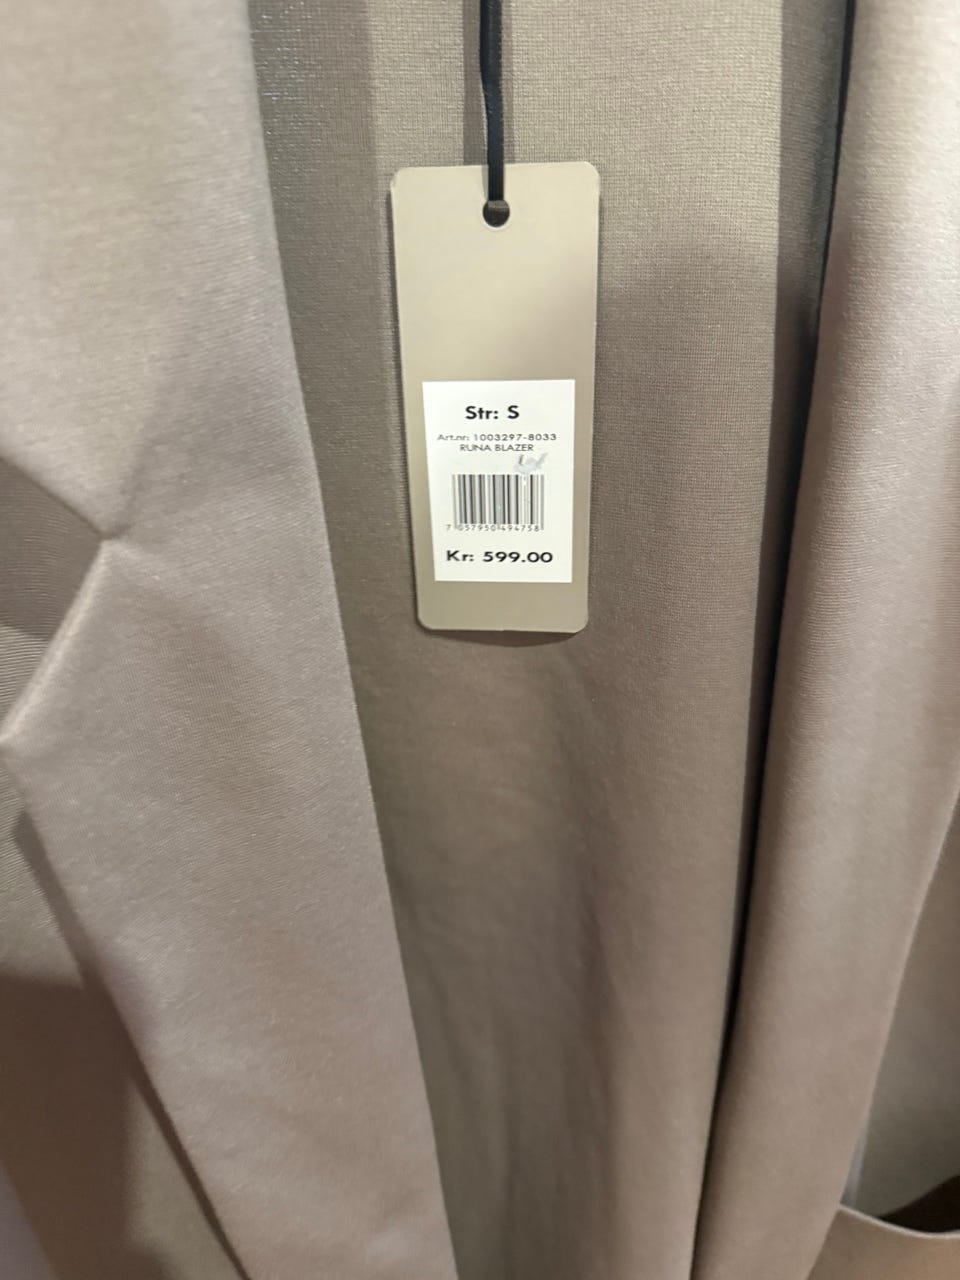 Str: S
Art.nr: 1003297-8033
RUNA BLAZER
7 057950 494758
Kr: 599.00